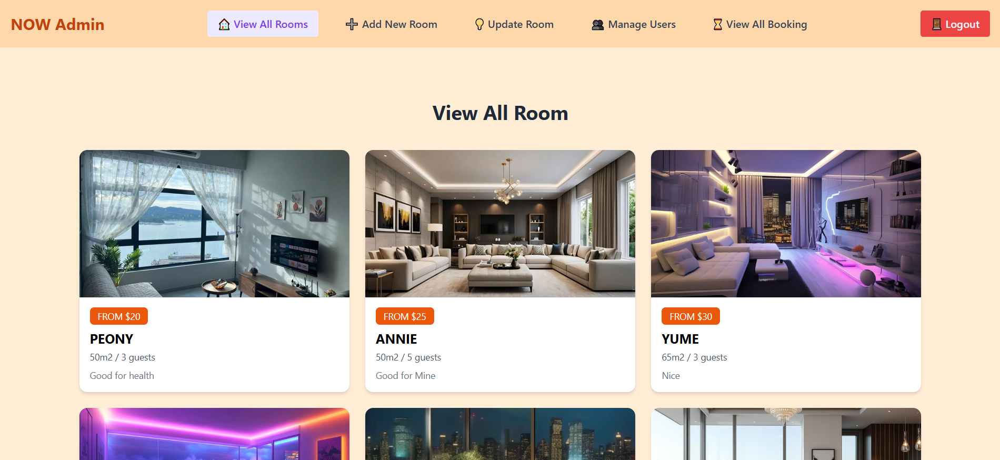 NOW Admin
View All Rooms
Add New Room
Update Room
Manage Users
View All Booking
Logout
View All Room
FROM $20
PEONY
50m2 / 3 guests
Good for health
FROM $25
ANNIE
50m2 / 5 guests
Good for Mine
FROM $30
YUME
65m2 / 3 guests
Nice